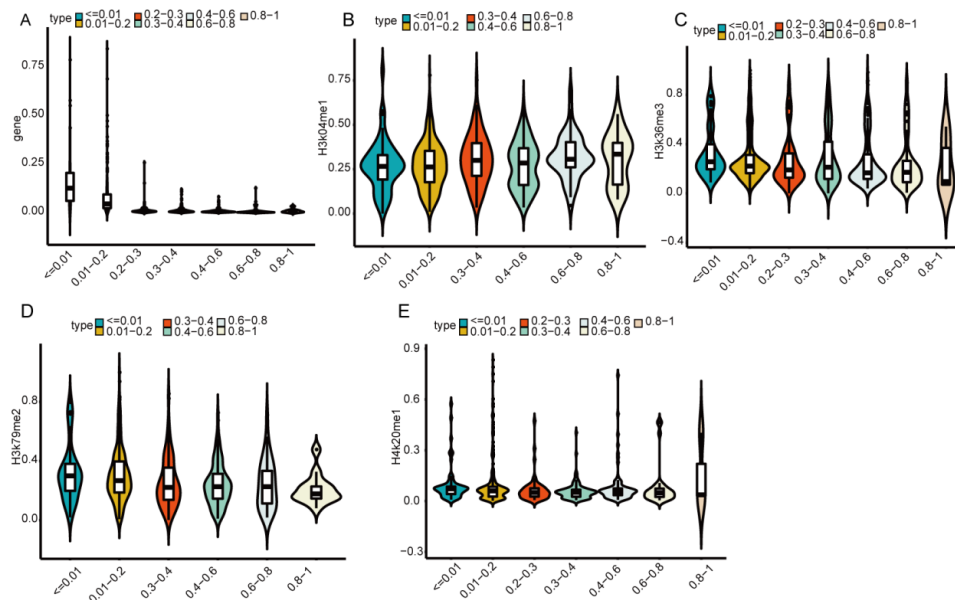 A
type <=0.01 0.2−0.3 0.4−0.6 0.8−1
0.01−0.2 0.3−0.4 0.6−0.8
gene
0.75
0.50
0.25
0.00
<=0.01 0.01−0.2 0.2−0.3 0.3−0.4 0.4−0.6 0.6−0.8 0.8−1
B
type <=0.01 0.3−0.4 0.6−0.8
0.01−0.2 0.4−0.6 0.8−1
H3k04me1
0.75
0.50
0.25
0.00
<=0.01 0.01−0.2 0.3−0.4 0.4−0.6 0.6−0.8 0.8−1
C
type <=0.01 0.2−0.3 0.4−0.6 0.8−1
0.01−0.2 0.3−0.4 0.6−0.8
H3k36me3
0.8
0.4
0.0
−0.4
<=0.01 0.01−0.2 0.2−0.3 0.3−0.4 0.4−0.6 0.6−0.8 0.8−1
D
type <=0.01 0.3−0.4 0.6−0.8
0.01−0.2 0.4−0.6 0.8−1
H3k79me2
0.8
0.4
0.0
<=0.01 0.01−0.2 0.3−0.4 0.4−0.6 0.6−0.8 0.8−1
E
type <=0.01 0.2−0.3 0.4−0.6 0.8−1
0.01−0.2 0.3−0.4 0.6−0.8
H4k20me1
0.9
0.6
0.3
0.0
−0.3
<=0.01 0.01−0.2 0.2−0.3 0.3−0.4 0.4−0.6 0.6−0.8 0.8−1